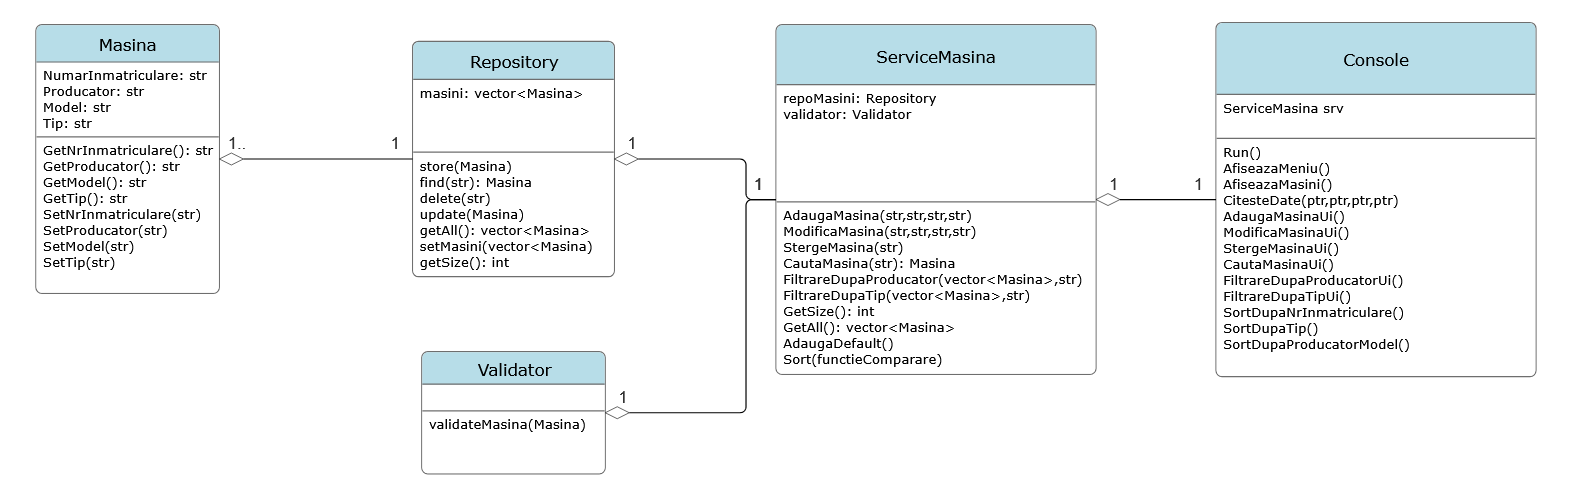 Masina
NumarInmatriculare: str
Producator: str
Model: str
Tip: str
GetNrInmatriculare(): str
GetProducator(): str
GetModel(): str
GetTip(): str
SetNrInmatriculare(str)
SetProducator(str)
SetModel(str)
SetTip(str)
1..
1
Repository
masini: vector<Masina>
store(Masina)
find(str): Masina
delete(str)
update(Masina)
getAll(): vector<Masina>
setMasini(vector<Masina)
getSize(): int
1
1
Validator
validateMasina(Masina)
1
ServiceMasina
repoMasini: Repository
validator: Validator
AdaugaMasina(str,str,str,str)
ModificaMasina(str,str,str,str)
StergeMasina(str)
CautaMasina(str): Masina
FiltrareDupaProducator(vector<Masina>,str)
FiltrareDupaTip(vector<Masina>,str)
GetSize(): int
GetAll(): vector<Masina>
AdaugaDefault()
Sort(functieComparare)
1
1
Console
ServiceMasina srv
Run()
AfiseazaMeniu()
AfiseazaMasini()
CitesteDate(ptr,ptr,ptr,ptr)
AdaugaMasinaUi()
ModificaMasinaUi()
StergeMasinaUi()
CautaMasinaUi()
FiltrareDupaProducatorUi()
FiltrareDupaTipUi()
SortDupaNrInmatriculare()
SortDupaTip()
SortDupaProducatorModel()